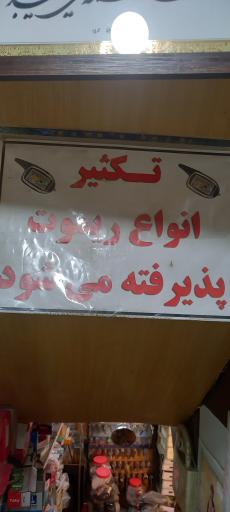 تکثیر
انواع ریموت
پذیرفته می شود